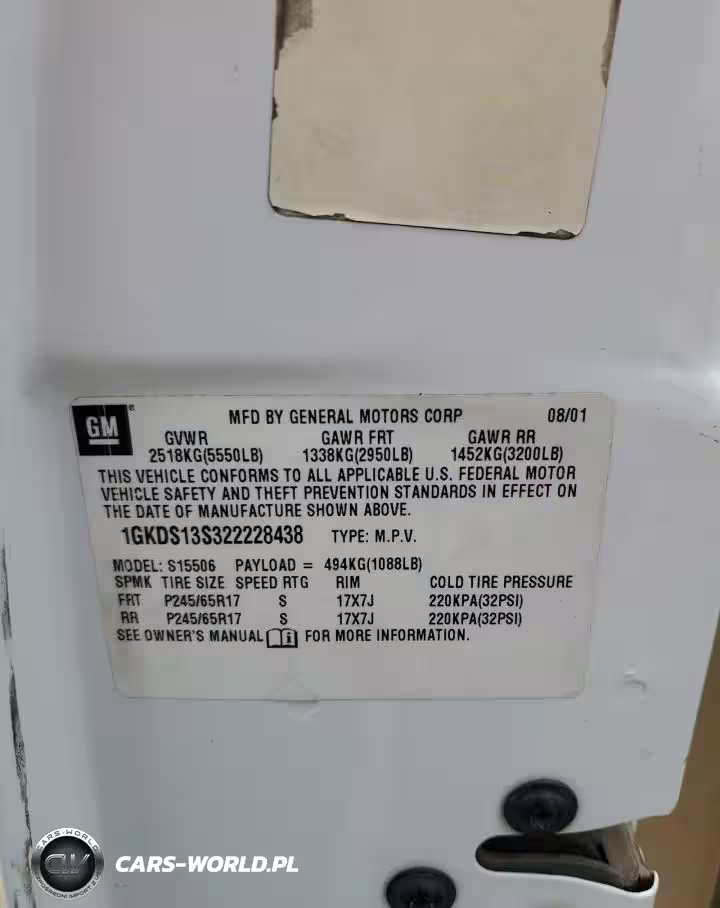 GM®
MFD BY GENERAL MOTORS CORP 08/01
GVWR GAWR FRT GAWR RR
2518KG(5550LB) 1338KG(2950LB) 1452KG(3200LB)
THIS VEHICLE CONFORMS TO ALL APPLICABLE U.S. FEDERAL MOTOR
VEHICLE SAFETY AND THEFT PREVENTION STANDARDS IN EFFECT ON
THE DATE OF MANUFACTURE SHOWN ABOVE.
1GKDS13S322228438 TYPE: M.P.V.
MODEL: S15506 PAYLOAD = 494KG(1088LB)
SPMK TIRE SIZE SPEED RTG RIM COLD TIRE PRESSURE
FRT P245/65R17 S 17X7J 220KPA(32PSI)
RR P245/65R17 S 17X7J 220KPA(32PSI)
SEE OWNER'S MANUAL i FOR MORE INFORMATION.
CARS-WORLD
CW
CARS-WORLD.PL